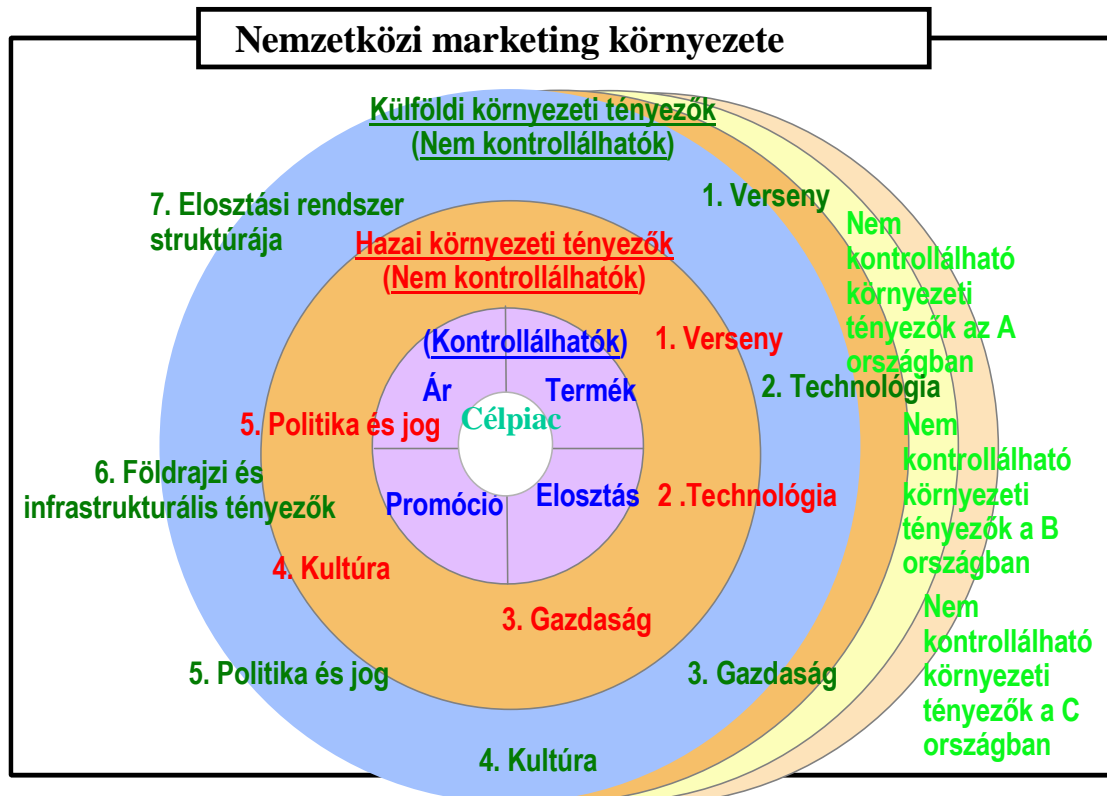 Nemzetközi marketing környezete
Külföldi környezeti tényezők
(Nem kontrollálhatók)
7. Elosztási rendszer
struktúrája
1. Verseny
Hazai környezeti tényezők
(Nem kontrollálhatók)
Nem
kontrollálható
környezeti
tényezők az A
országban
(Kontrollálhatók)
1. Verseny
Ár
Termék
2. Technológia
Célpiac
5. Politika és jog
6. Földrajzi és
infrastrukturális tényezők
Promóció
Elosztás
2 .Technológia
Nem
kontrollálható
környezeti
tényezők a B
országban
4. Kultúra
3. Gazdaság
Nem
kontrollálható
környezeti
tényezők a C
országban
5. Politika és jog
3. Gazdaság
4. Kultúra